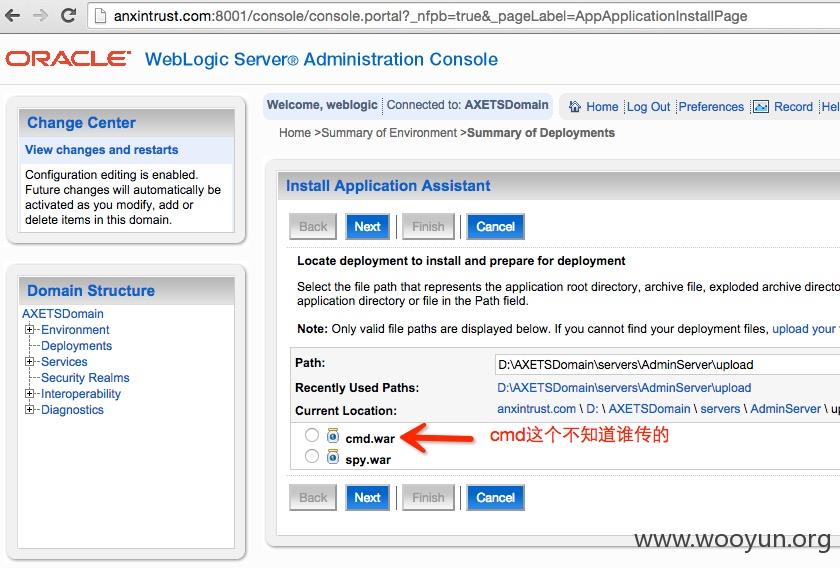 anxintrust.com:8001/console/console.portal?_nfpb=true&_pageLabel=AppApplicationInstallPage
ORACLE® WebLogic Server® Administration Console
Change Center
View changes and restarts
Configuration editing is enabled.
Future changes will automatically
be activated as you modify, add or
delete items in this domain.
Domain Structure
AXETSDomain
Environment
Deployments
Services
Security Realms
Interoperability
Diagnostics
Welcome, weblogic Connected to: AXETSDomain Home Log Out Preferences Record Hel
Home >Summary of Environment >Summary of Deployments
Install Application Assistant
Back Next Finish Cancel
Locate deployment to install and prepare for deployment
Select the file path that represents the application root directory, archive file, exploded archive directo
application directory or file in the Path field.
Note: Only valid file paths are displayed below. If you cannot find your deployment files, upload your
Path: D:\AXETSDomain\servers\AdminServer\upload
Recently Used Paths: D:\AXETSDomain\servers\AdminServer\upload
Current Location: anxintrust.com \ D: \ AXETSDomain \ servers \ AdminServer \ up
cmd.war cmd这个不知道谁传的
spy.war
Back Next Finish Cancel
www.wooyun.org